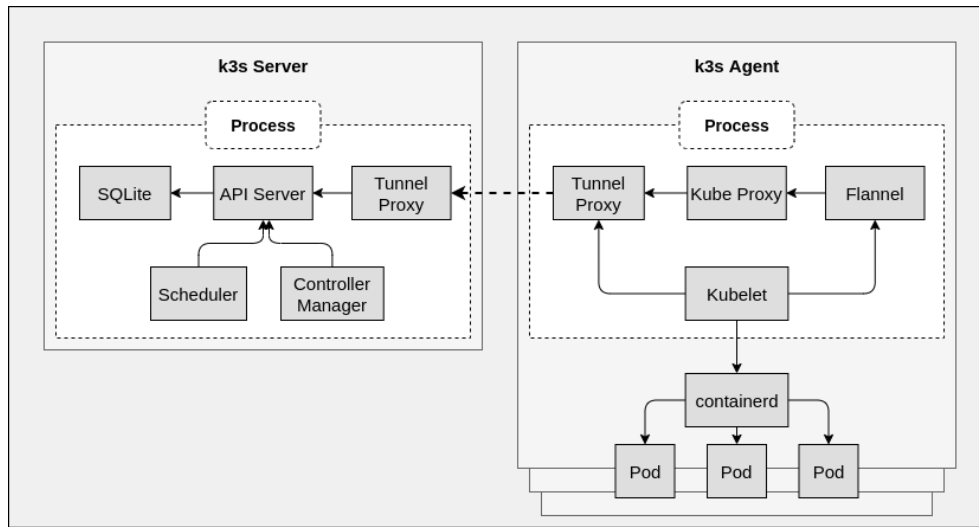 k3s Server
Process
SQLite
API Server
Tunnel
Proxy
Scheduler
Controller
Manager
k3s Agent
Process
Tunnel
Proxy
Kube Proxy
Flannel
Kubelet
containerd
Pod
Pod
Pod